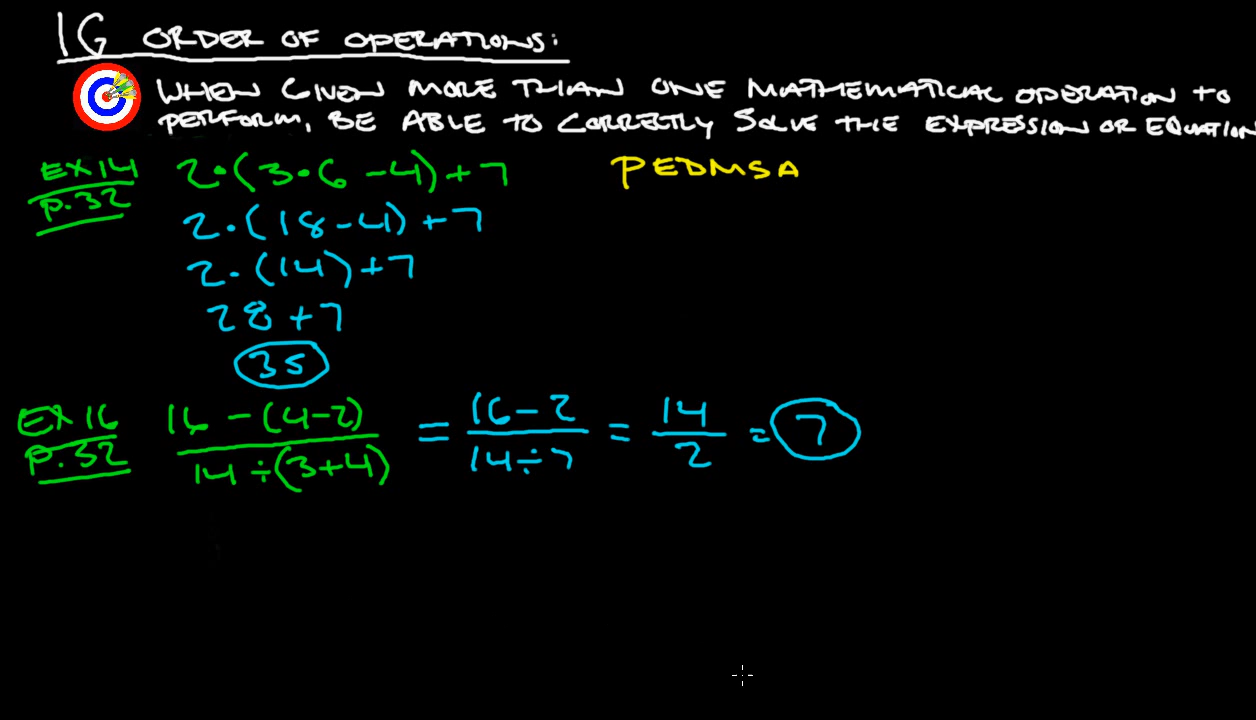 1G ORDER OF OPERATIONS:
WHEN GIVEN MORE THAN ONE MATHEMATICAL OPERATION TO
PERFORM, BE ABLE TO CORRECTLY SOLVE THE EXPRESSION OR EQUATION
EX 14 2·(3·6-4)+7 PEDMSA
P.32
2·(18-4)+7
2·(14)+7
28+7
35
EX 16 16-(4-2) 16-2 14
= = = 7
P.32 14÷(3+4) 14÷7 2